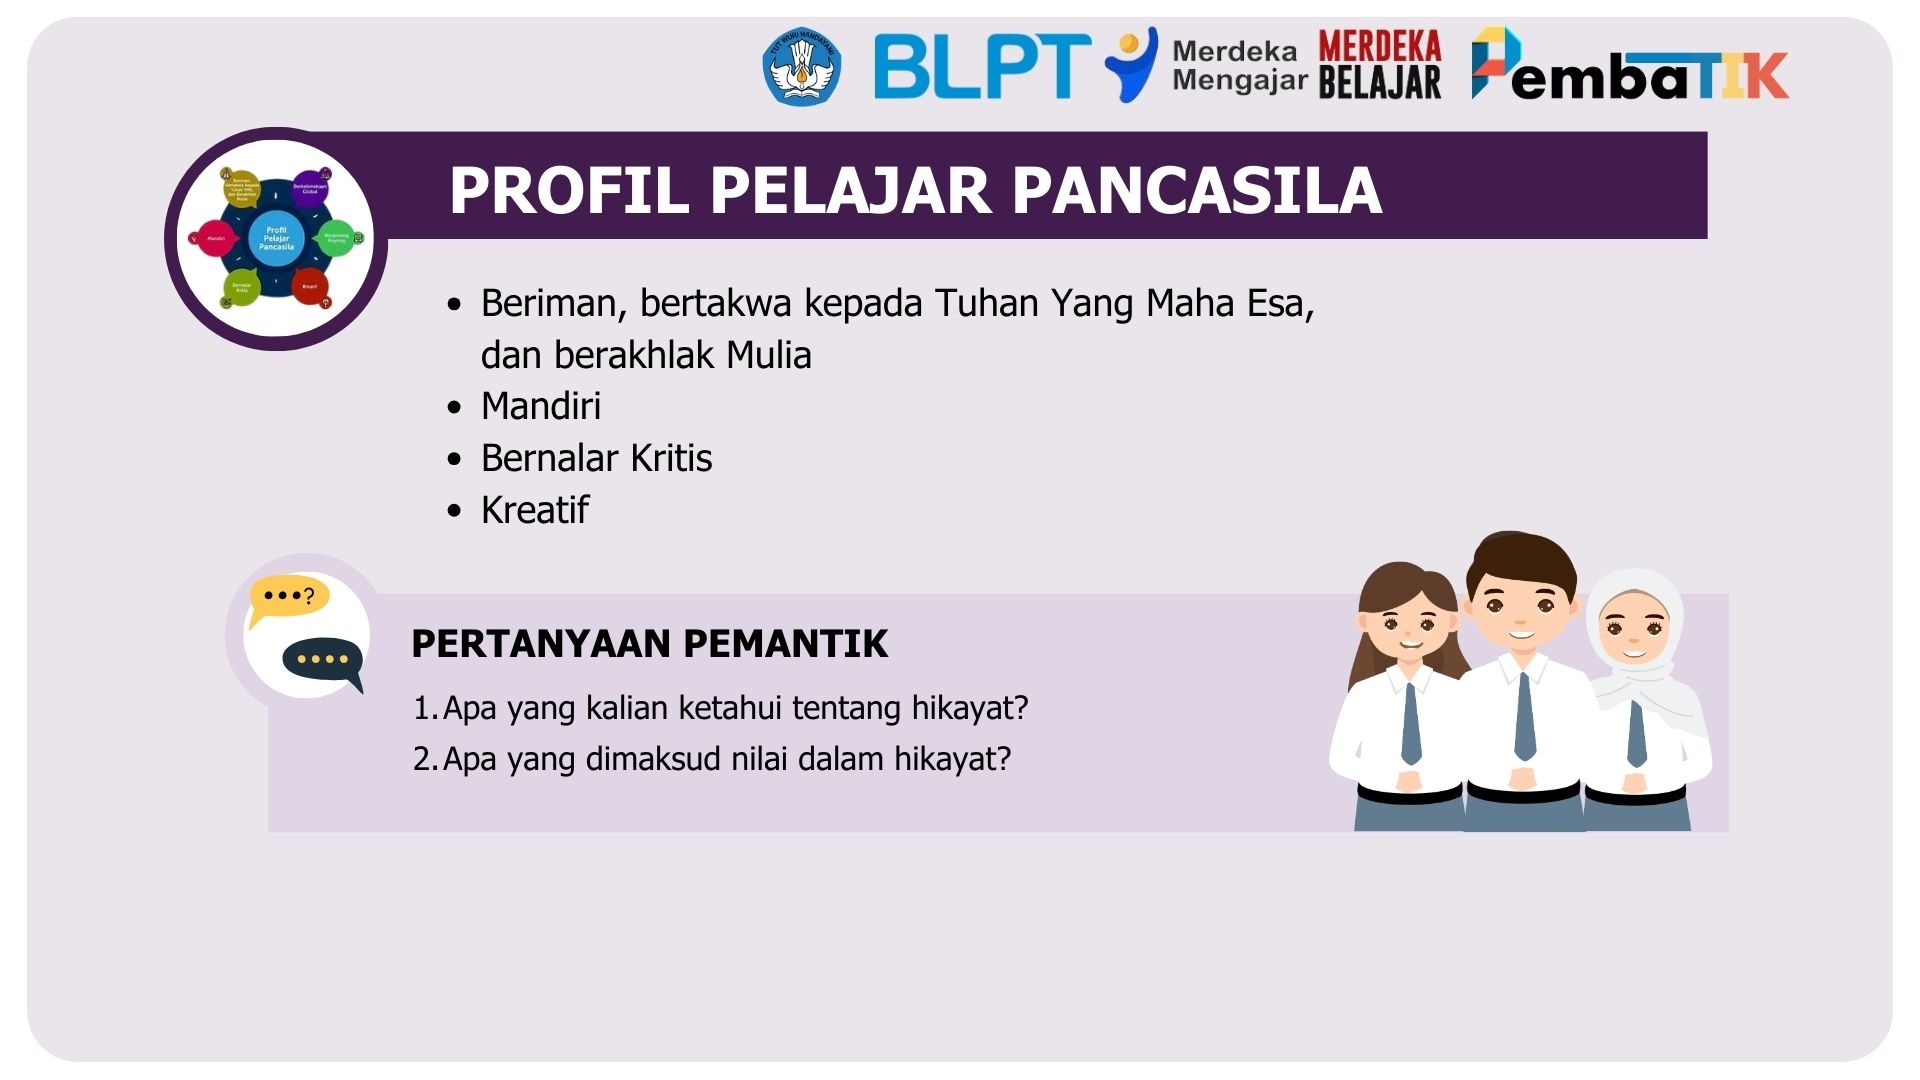 TUT WURI HANDAYANI
BLPT
Merdeka
Mengajar
MERDEKA
BELAJAR
PembaTIK
PROFIL PELAJAR PANCASILA
Beriman,
Bertakwa kepada
Tuhan YME,
dan Berakhlak
Mulia
Berkebinekaan
Global
Mandiri
Profil
Pelajar
Pancasila
Bergotong
Royong
Bernalar
Kritis
Kreatif
• Beriman, bertakwa kepada Tuhan Yang Maha Esa,
dan berakhlak Mulia
• Mandiri
• Bernalar Kritis
• Kreatif
•••?
PERTANYAAN PEMANTIK
1. Apa yang kalian ketahui tentang hikayat?
2. Apa yang dimaksud nilai dalam hikayat?